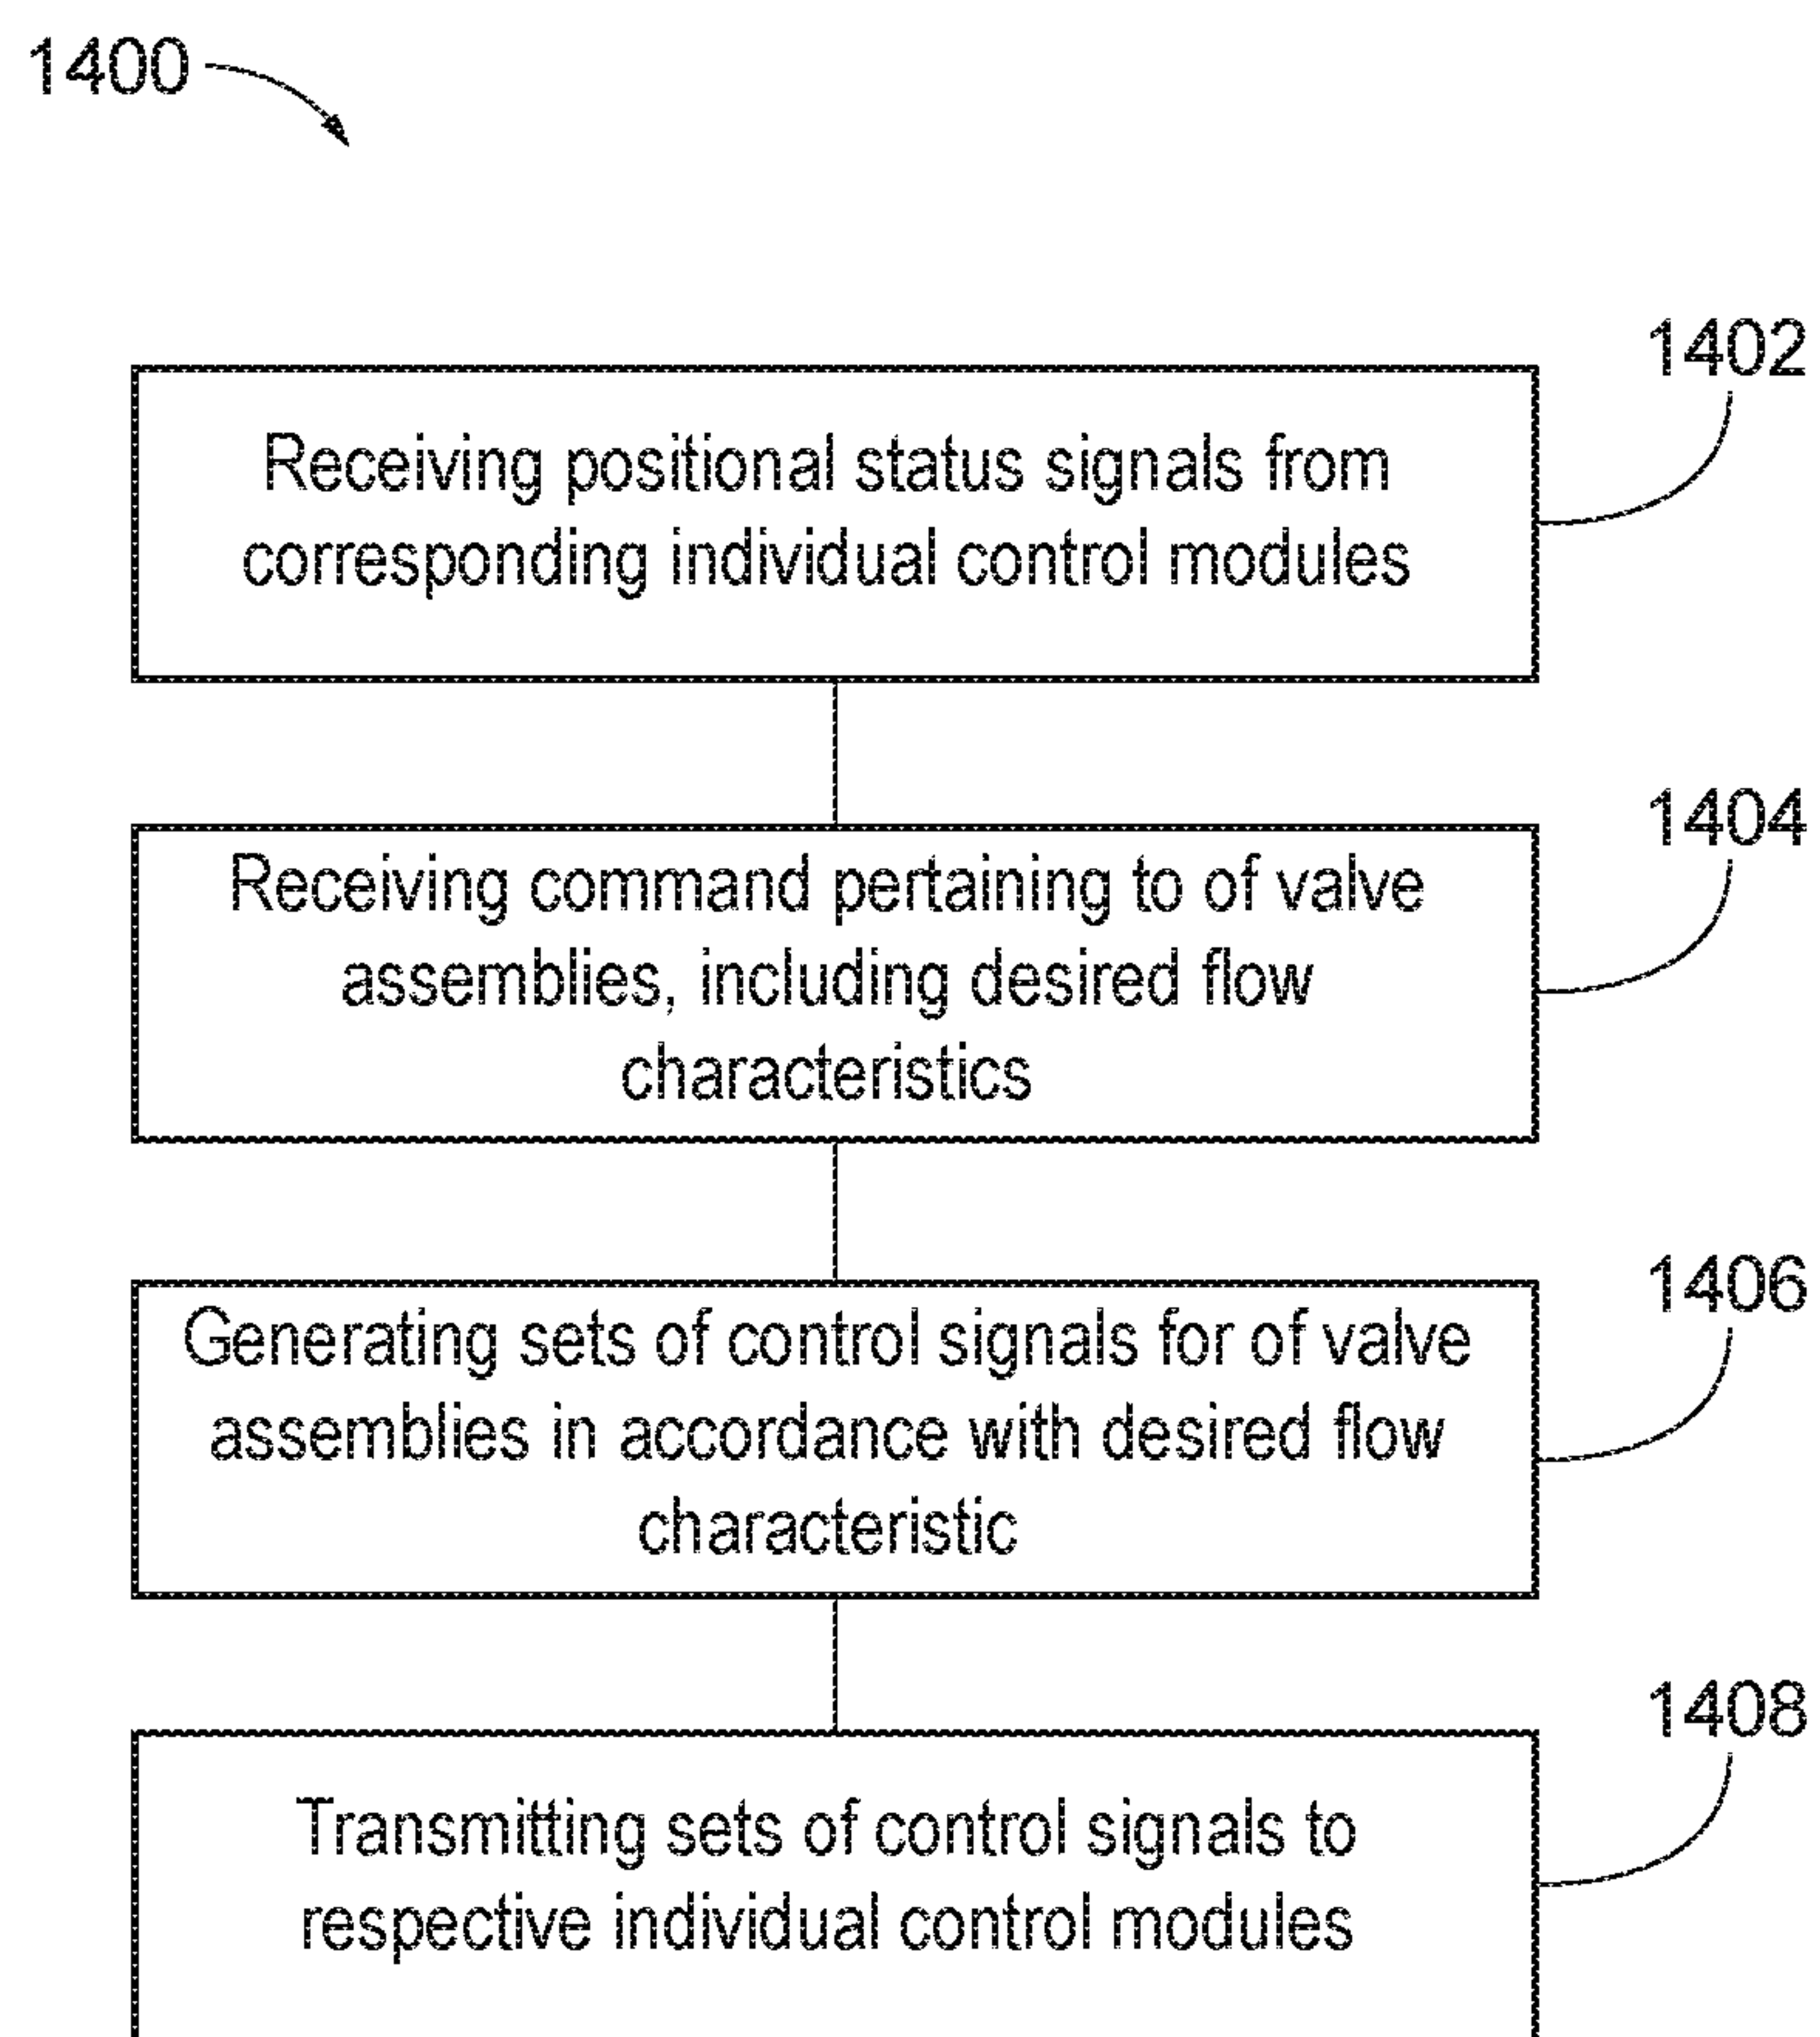 1400
1402
Receiving positional status signals from
corresponding individual control modules
1404
Receiving command pertaining to of valve
assemblies, including desired flow
characteristics
1406
Generating sets of control signals for of valve
assemblies in accordance with desired flow
characteristic
1408
Transmitting sets of control signals to
respective individual control modules